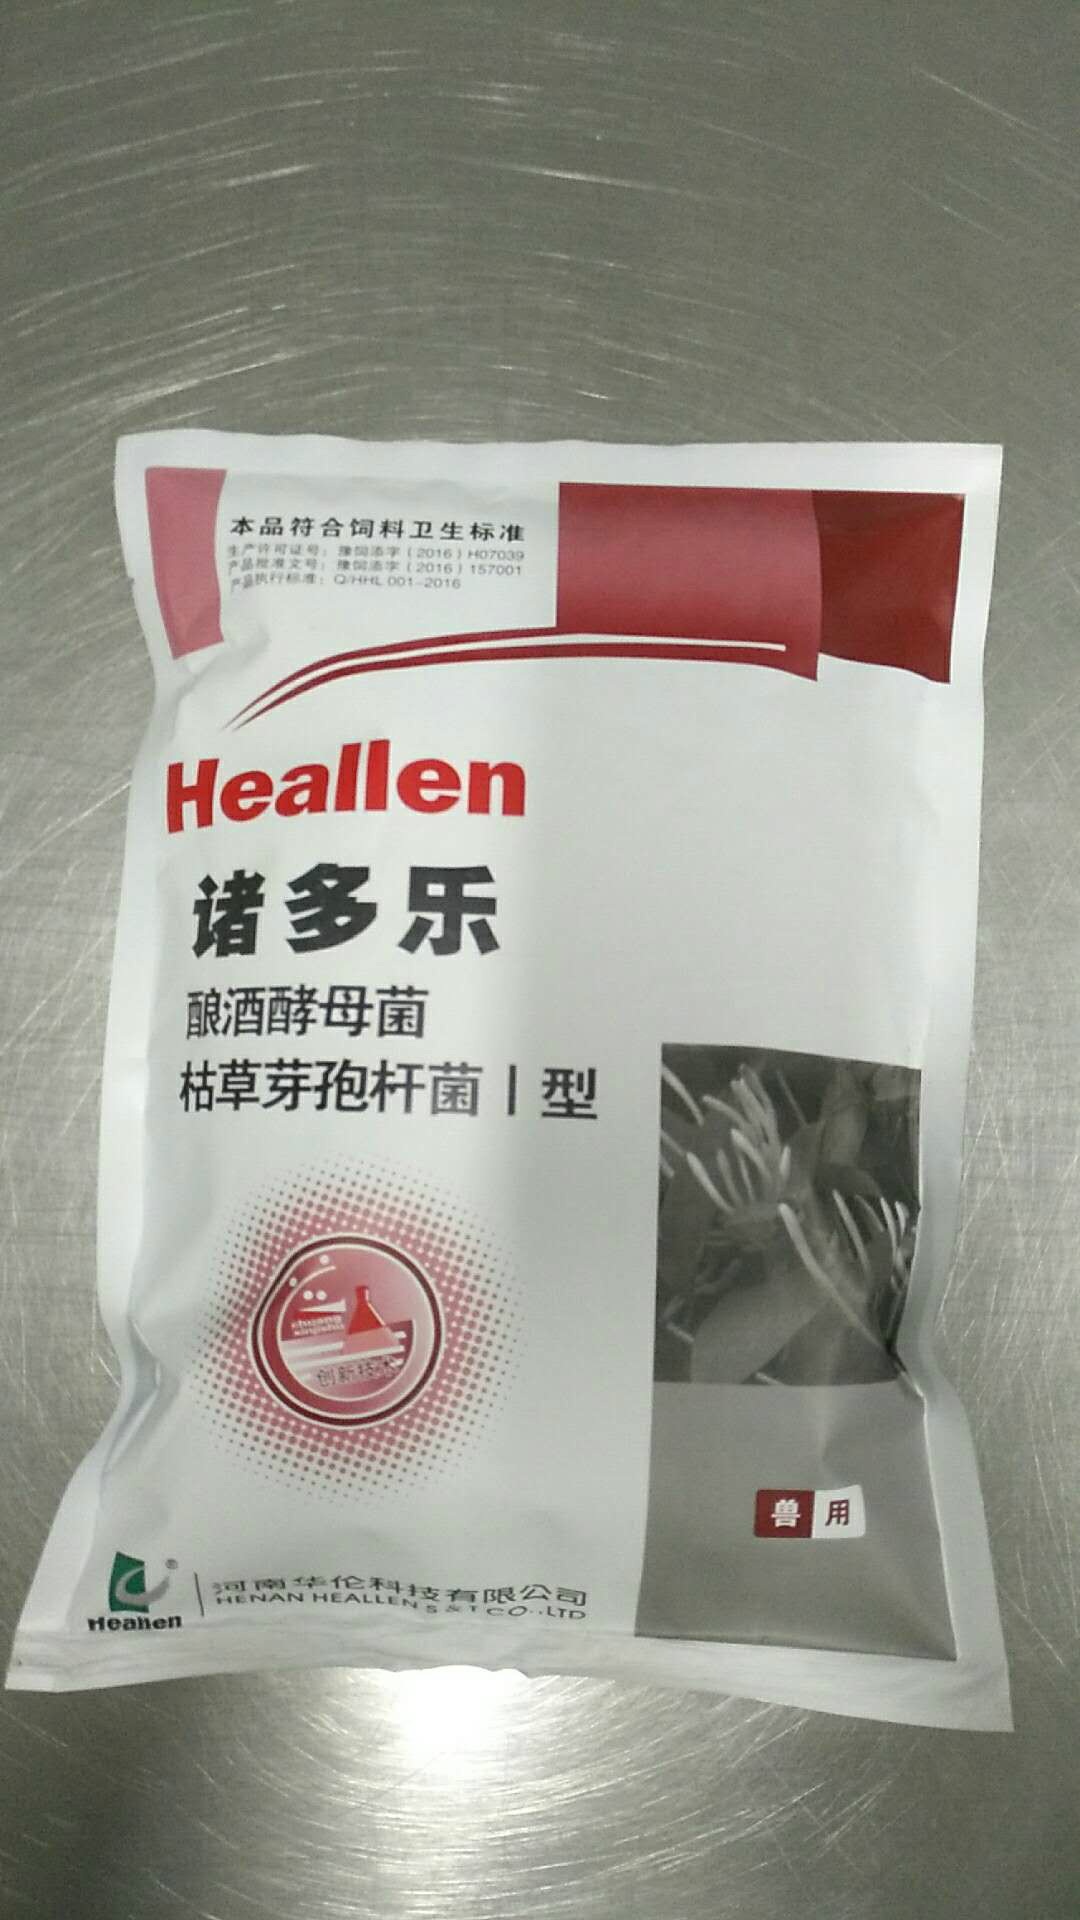 本品符合饲料卫生标准
生产许可证号：豫饲添字（2016）H07039
产品批准文号：豫饲添字（2016）157001
产品执行标准：Q/HHL 001-2016
Heallen
诸多乐
酿酒酵母菌
枯草芽孢杆菌 I 型
chuang
xinjishu
创新技术
兽用
Heallen ®
河南华伦科技有限公司
HENAN HEALLEN S & T CO.,LTD